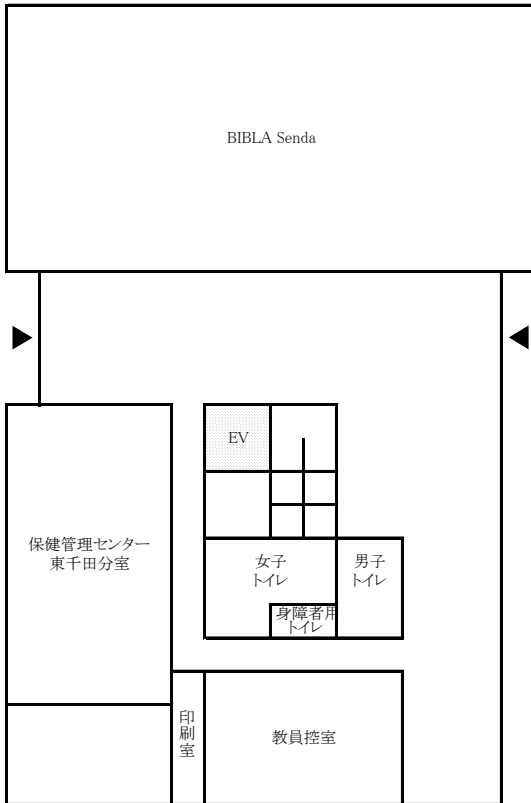 BIBLA Senda
EV
保健管理センター
東千田分室
女子
トイレ
男子
トイレ
身障者用
トイレ
印刷室
教員控室